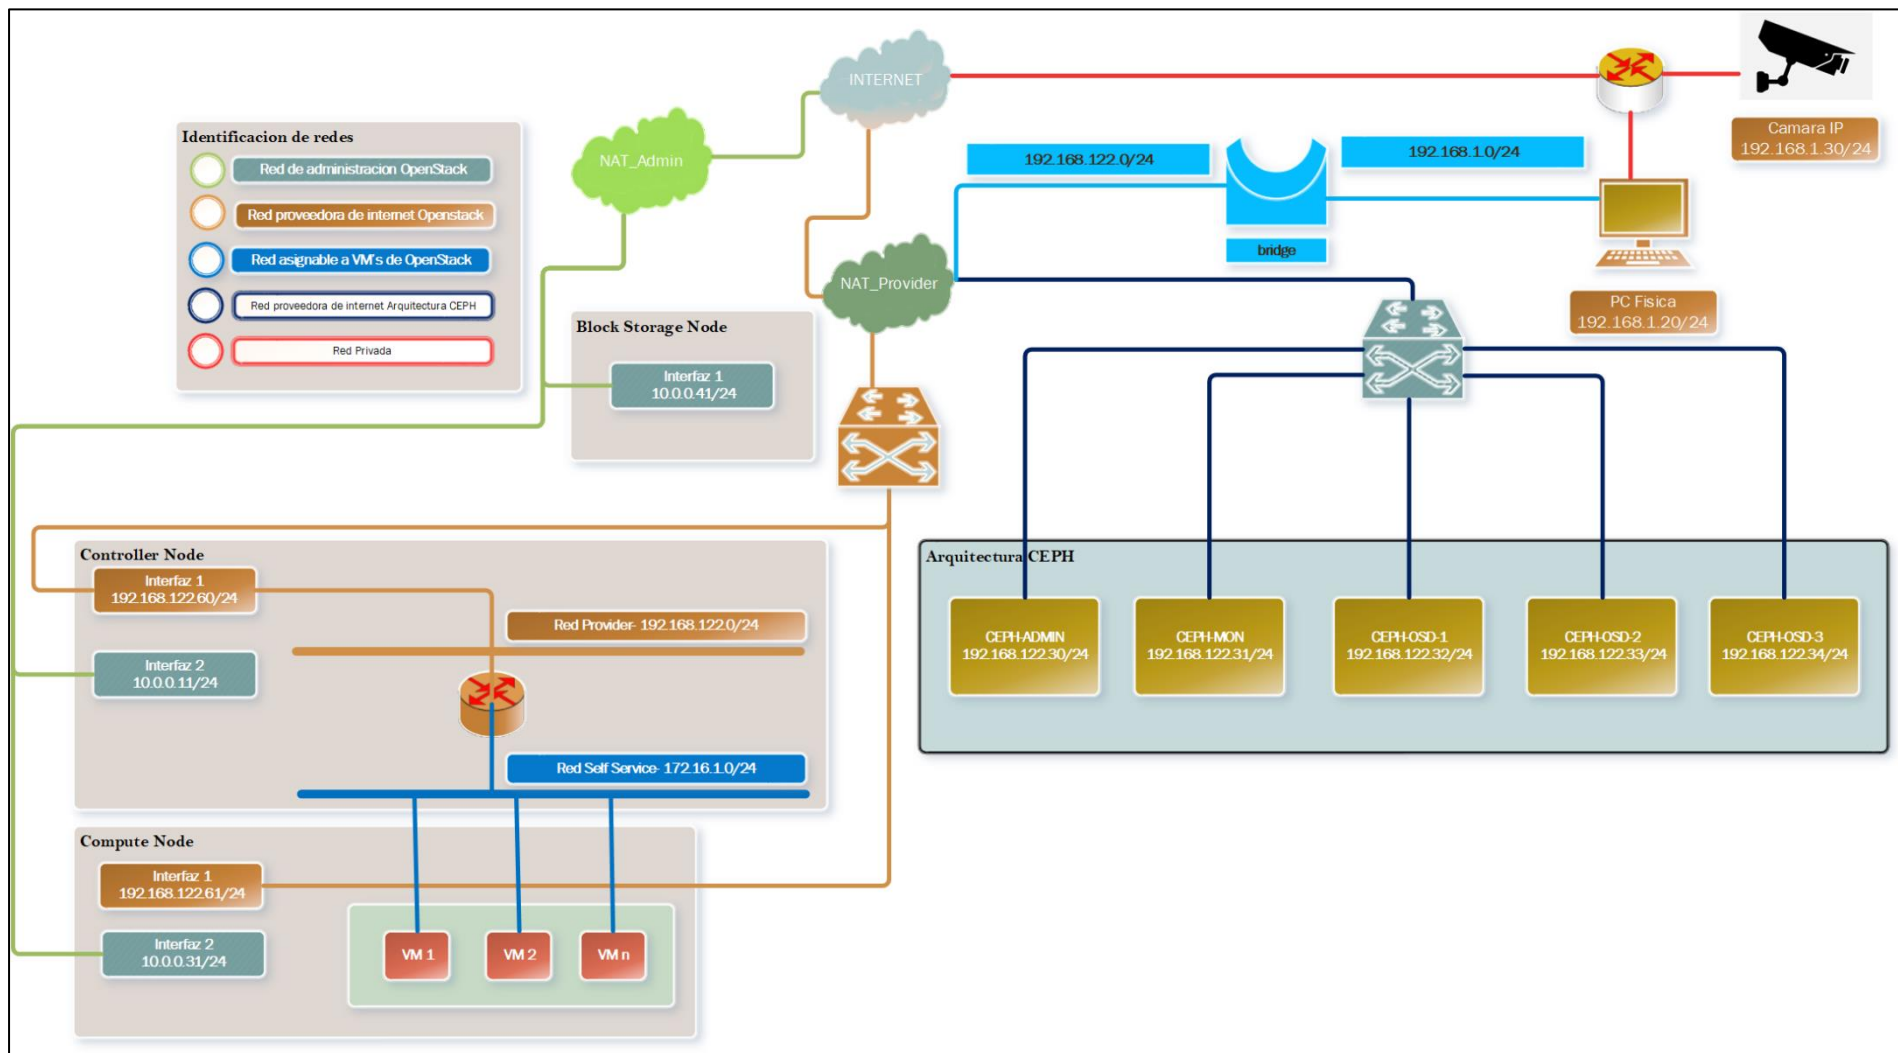 INTERNET
Camara IP
192.168.1.30/24
Identificacion de redes
Red de administracion OpenStack
Red proveedora de internet Openstack
Red asignable a VM's de OpenStack
Red proveedora de internet Arquitectura CEPH
Red Privada
NAT_Admin
192.168.122.0/24
192.168.1.0/24
bridge
NAT_Provider
PC Fisica
192.168.1.20/24
Block Storage Node
Interfaz 1
10.0.0.41/24
Controller Node
Interfaz 1
192.168.122.60/24
Red Provider- 192.168.122.0/24
Interfaz 2
10.0.0.11/24
Red Self Service- 172.16.1.0/24
Arquitectura CEPH
CEPH-ADMIN
192.168.122.30/24
CEPH-MON
192.168.122.31/24
CEPH-OSD-1
192.168.122.32/24
CEPH-OSD-2
192.168.122.33/24
CEPH-OSD-3
192.168.122.34/24
Compute Node
Interfaz 1
192.168.122.61/24
Interfaz 2
10.0.0.31/24
VM 1
VM 2
VM n